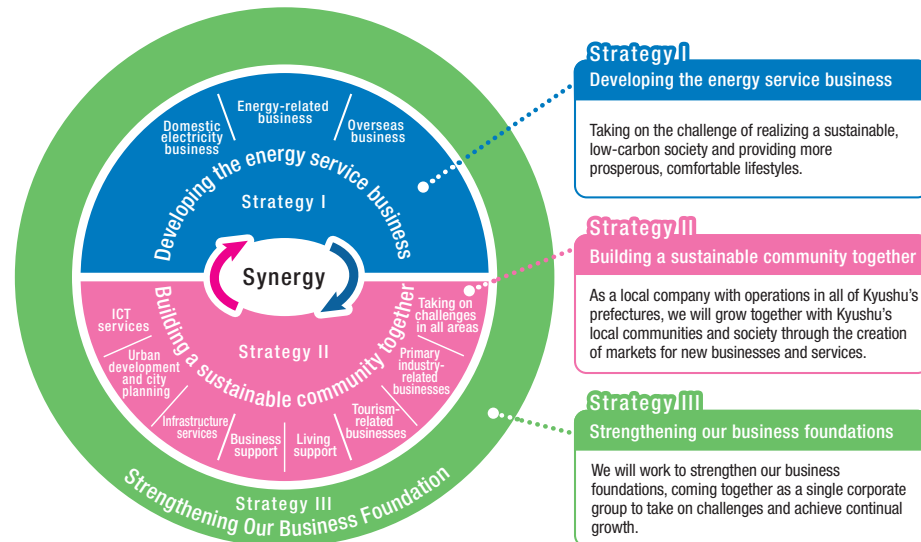 Energy-related
business
Domestic
electricity
business
Overseas
business
Developing the energy service business
Strategy I
Synergy
Building a sustainable community together
Strategy II
ICT
services
Urban
development
and city
planning
Infrastructure
services
Business
support
Living
support
Tourism-
related
businesses
Primary
industry-
related
businesses
Taking on
challenges
in all areas
Strategy III
Strengthening Our Business Foundation
Strategy I
Developing the energy service business
Taking on the challenge of realizing a sustainable,
low-carbon society and providing more
prosperous, comfortable lifestyles.
Strategy II
Building a sustainable community together
As a local company with operations in all of Kyushu's
prefectures, we will grow together with Kyushu's
local communities and society through the creation
of markets for new businesses and services.
Strategy III
Strengthening our business foundations
We will work to strengthen our business
foundations, coming together as a single corporate
group to take on challenges and achieve continual
growth.